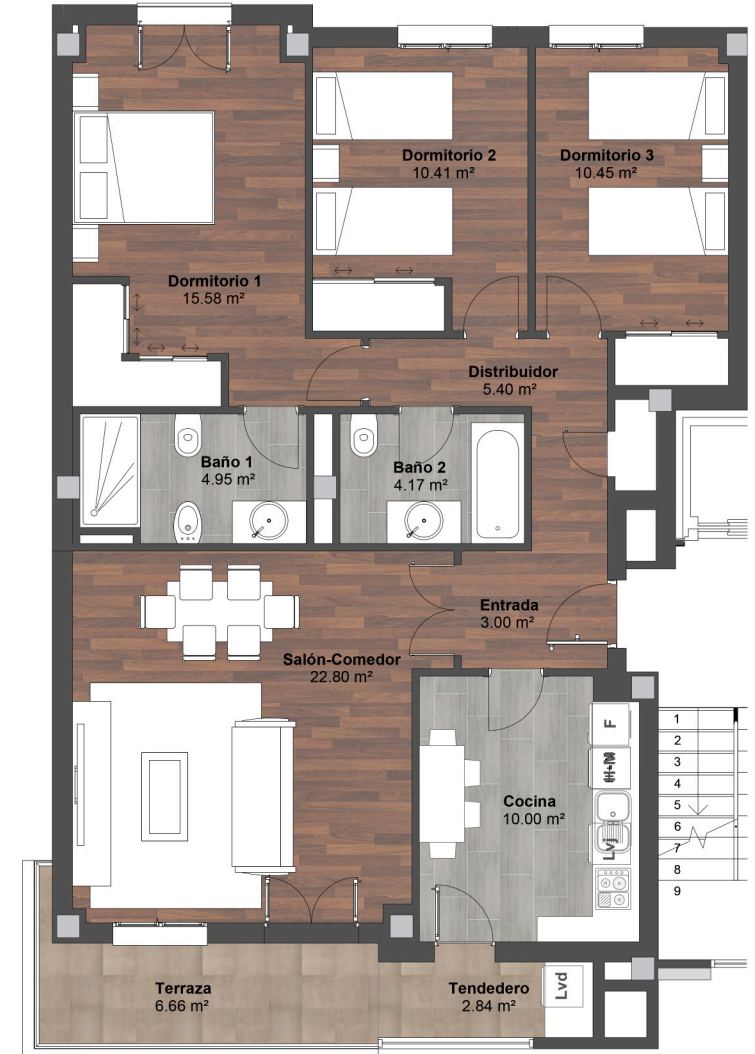 Dormitorio 2
10.41 m²
Dormitorio 3
10.45 m²
Dormitorio 1
15.58 m²
Distribuidor
5.40 m²
Baño 1
4.95 m²
Baño 2
4.17 m²
Entrada
3.00 m²
Salón-Comedor
22.80 m²
F
H+M
Cocina
10.00 m²
Lvj
1
2
3
4
5
6
7
8
9
Terraza
6.66 m²
Tendedero
2.84 m²
Lvd